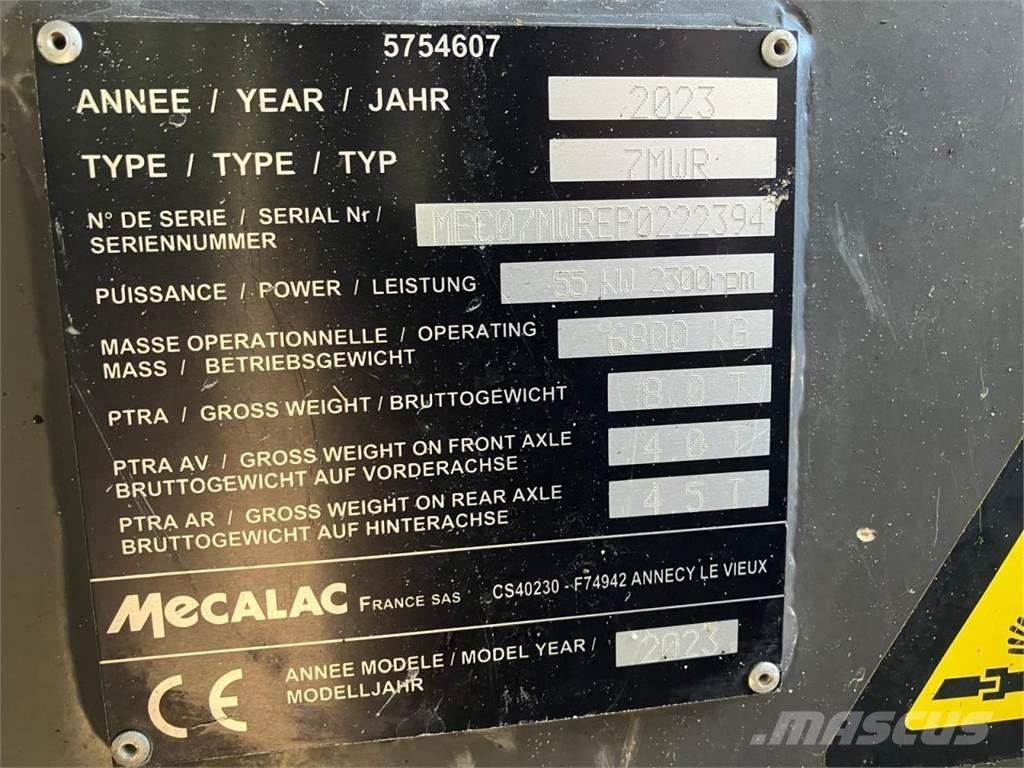 5754607
ANNEE / YEAR / JAHR 2023
TYPE / TYPE / TYP 7MWR
N° DE SERIE / SERIAL Nr / MEC07MWREP0222394
SERIENNUMMER
PUISSANCE / POWER / LEISTUNG 55 kW 2300rpm
MASSE OPERATIONNELLE / OPERATING 6800 KG
MASS / BETRIEBSGEWICHT
PTRA / GROSS WEIGHT / BRUTTOGEWICHT 8.0 T
PTRA AV / GROSS WEIGHT ON FRONT AXLE 4 0 T
BRUTTOGEWICHT AUF VORDERACHSE
PTRA AR / GROSS WEIGHT ON REAR AXLE 4 5 T
BRUTTOGEWICHT AUF HINTERACHSE
MeCALAC FRANCE SAS CS40230 - F74942 ANNECY LE VIEUX
CE ANNEE MODELE / MODEL YEAR / 2023
MODELLJAHR
MASCUS